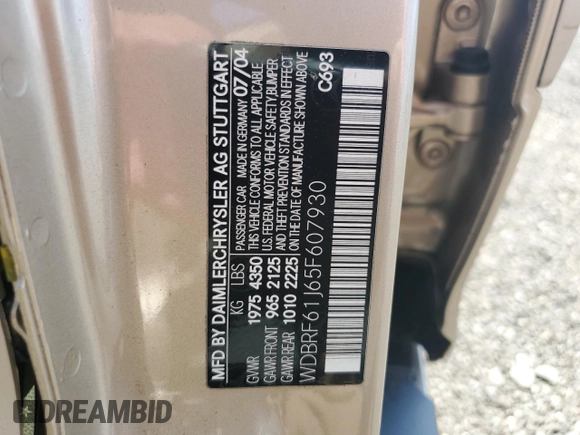 MFD BY DAIMLERCHRYSLER AG STUTTGART
KG LBS PASSENGER CAR MADE IN GERMANY 07/04
GVWR 1975 4350 THIS VEHICLE CONFORMS TO ALL APPLICABLE
GAWR FRONT 965 2125 U.S. FEDERAL MOTOR VEHICLE SAFETY, BUMPER
AND THEFT PREVENTION STANDARDS IN EFFECT
GAWR REAR 1010 2225 ON THE DATE OF MANUFACTURE SHOWN ABOVE
WDBRF61J65F607930 C693
DREAMBID